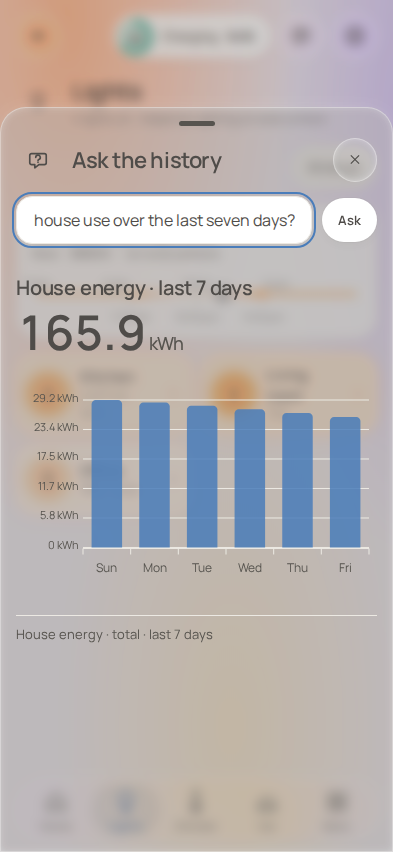 Lights
Ask the history
house use over the last seven days?
Ask
House energy · last 7 days
165.9 kWh
29.2 kWh
23.4 kWh
17.5 kWh
11.7 kWh
5.8 kWh
0 kWh
Sun Mon Tue Wed Thu Fri
House energy · total · last 7 days